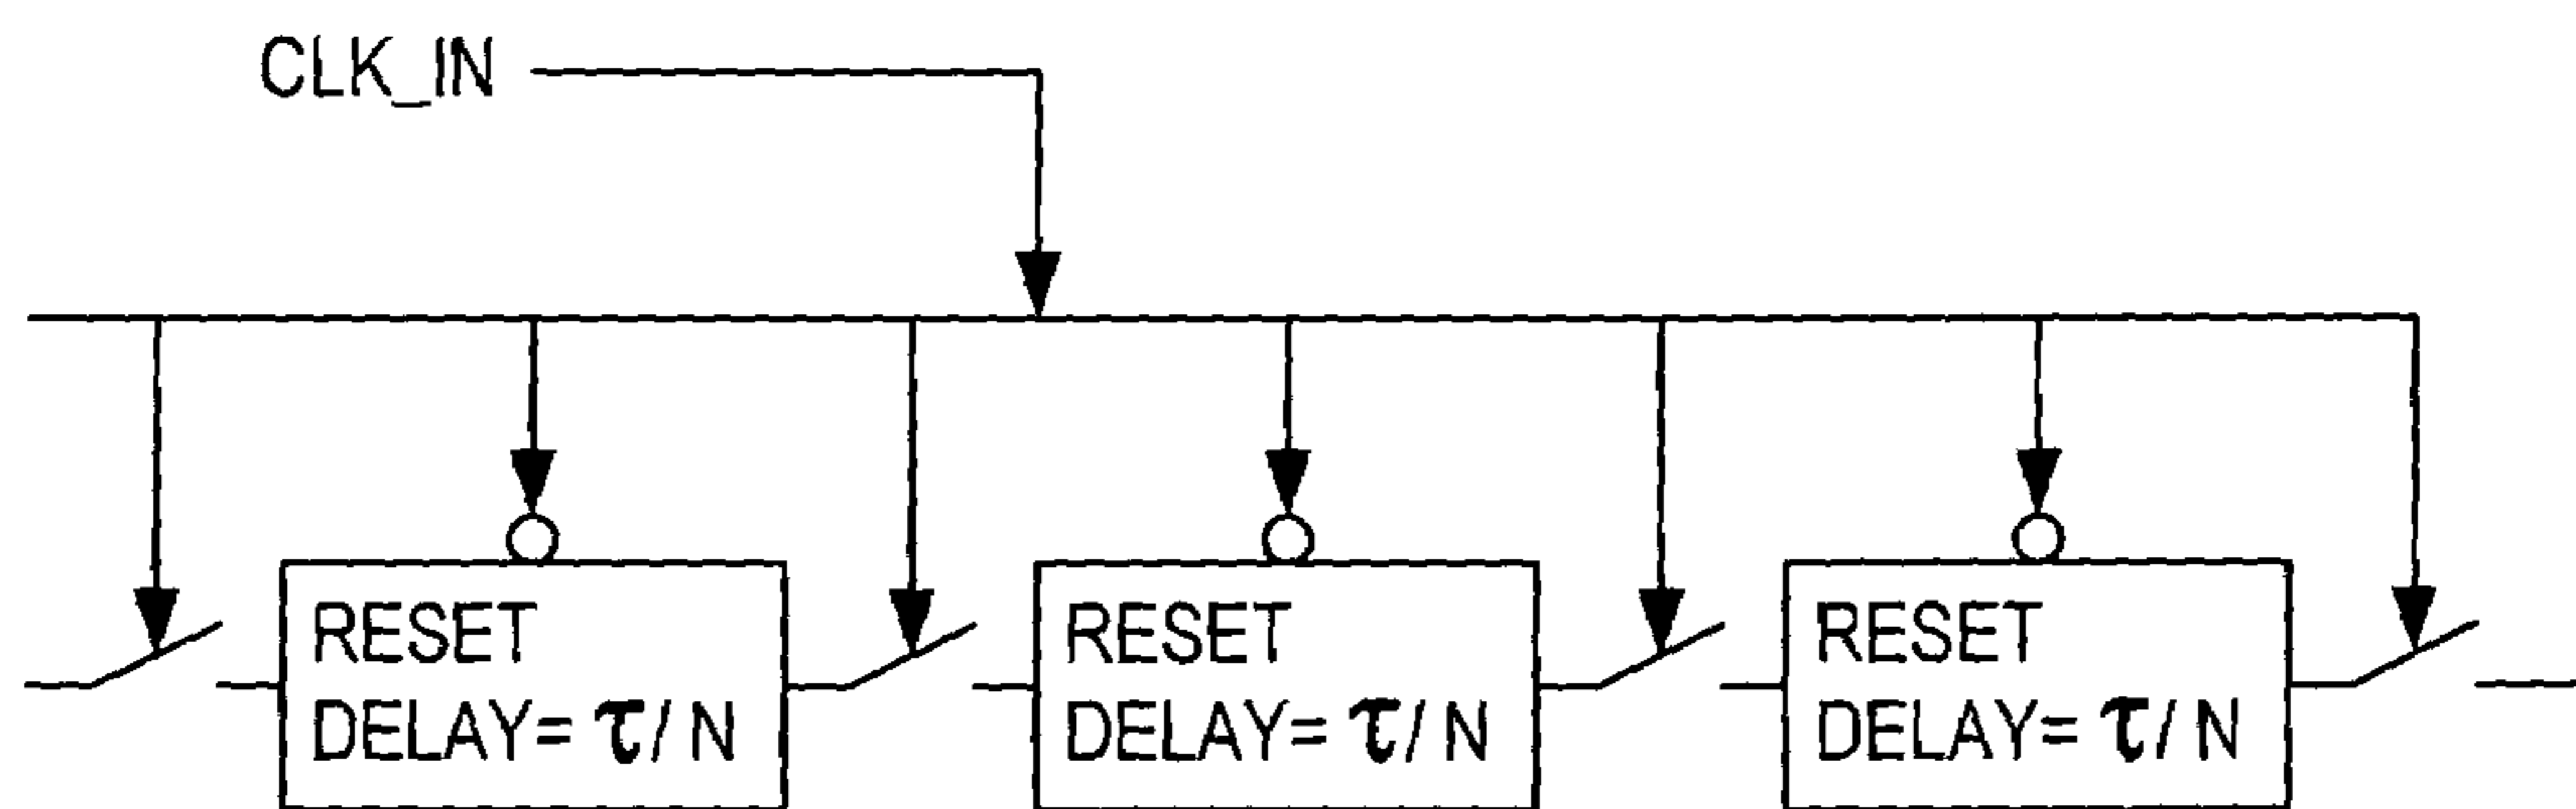 CLK_IN
RESET
DELAY= τ/N
RESET
DELAY= τ/N
RESET
DELAY= τ/N